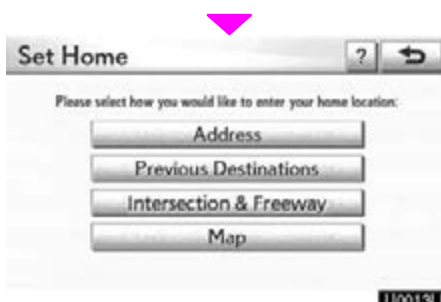 Set Home ?
Please select how you would like to enter your home location:
Address
Previous Destinations
Intersection & Freeway
Map